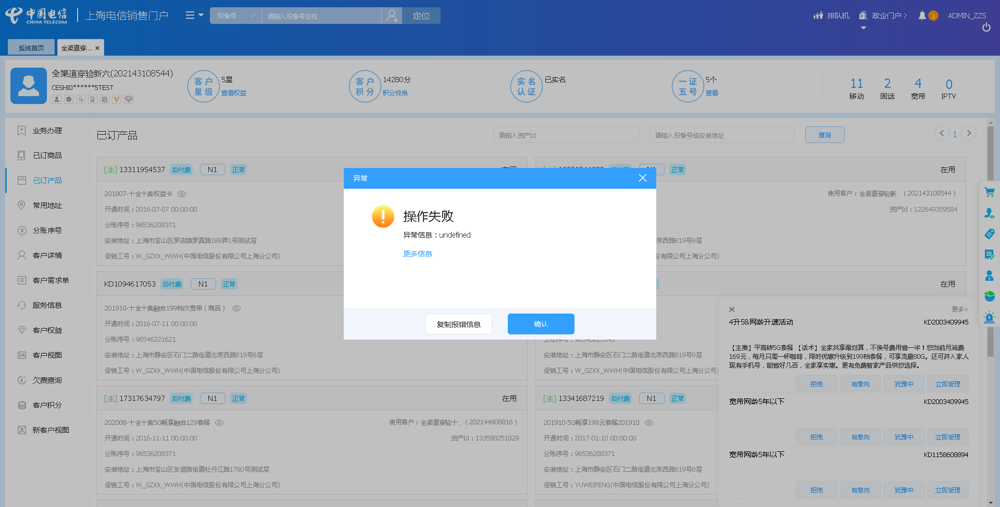 中国电信
CHINA TELECOM
上海电信销售门户
设备号
请输入设备号定位
定位
排队机
政企门户
1
ADMIN_ZZS
系统首页
全渠道穿...
全渠道穿验新六(202143108544)
CESHI0******5TEST
客户星级
5星
查看权益
客户积分
14280分
积分兑换
实名认证
已实名
一证五号
5个
查看
11
移动
2
固话
4
宽带
0
IPTV
业务办理
已订商品
已订产品
常用地址
分账序号
客户详情
客户需求单
服务信息
客户权益
客户视图
欠费查询
客户积分
新客户视图
已订产品
请输入资产Id
请输入设备号或安装地址
查询
1
[主] 13311954537 后付费 N1 正常
201807-十全十美权益卡
开通时间：2016-07-07 00:00:00
分账序号：96536208371
安装地址：上海市宝山区罗店镇罗真路188弄1号测试层
促销工号：W_GZXX_WWH(中国电信股份有限公司上海分公司)
正常
在用
使用客户：全渠道穿验新..（202143108544）
资产Id：122649359584
京西路819号8层
份有限公司上海分公司)
KD1094617053 后付费 N1 正常
201910-十全十美融合199档次宽带（商品）
开通时间：2016-07-11 00:00:00
分账序号：96546221621
安装地址：上海市静安区石门二路街道北京西路819号8层
促销工号：W_GZXX_WWH(中国电信股份有限公司上海分公司)
在用
安装地址：上海市静安区石门二路街道北京西路819号8层
促销工号：W_GZXX_WWH(中国电信股份有限公司上海分公司)
[主] 17317634797 后付费 N1 正常
在用
202008-十全十美5G畅享融合129套餐
使用客户：全渠道穿验十..（202144808816）
开通时间：2016-11-11 00:00:00
资产Id：133590251829
分账序号：96536208371
安装地址：上海市宝山区友谊路街道牡丹江路1780号测试层
促销工号：W_GZXX_WWH(中国电信股份有限公司上海分公司)
[主] 13341687219 后付费 N1 正常
201910-5G畅享199元套餐201910
开通时间：2017-01-10 00:00:00
分账序号：96536208371
安装地址：上海市静安区石门二路街道北京西路819号8层
促销工号：YUWEIFENG(中国电信股份有限公司上海分公司)
异常
操作失败
异常信息：undefined
更多信息
复制报错信息
确认
更多>
4升5&网龄升速活动
KD2003409945
【主推】平高转5G套餐 【话术】全家共享最划算，不换号费用省一半！您当前月消费
169元，每月只需一杯咖啡，限时优惠升级到199档套餐，可享流量80G。还可并入家人
现有手机号，能省好几百，全家享实惠。更有免费智家产品供您选择。
拒绝
有意向
犹豫中
立即受理
宽带网龄5年以下
KD2003409945
拒绝
有意向
犹豫中
立即受理
宽带网龄5年以下
KD1158608894
拒绝
有意向
犹豫中
立即受理